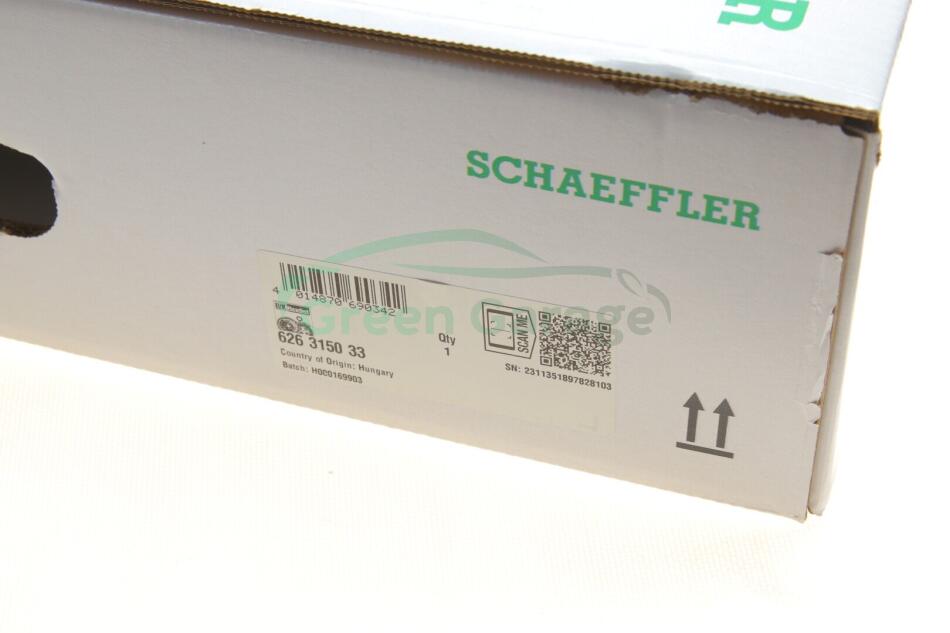 SCHAEFFLER
4 014870 690342
Green Garage
626 3150 33
Qty
1
Country of Origin: Hungary
Batch: H0C0169903
SCAN ME
SN: 2311351897828103